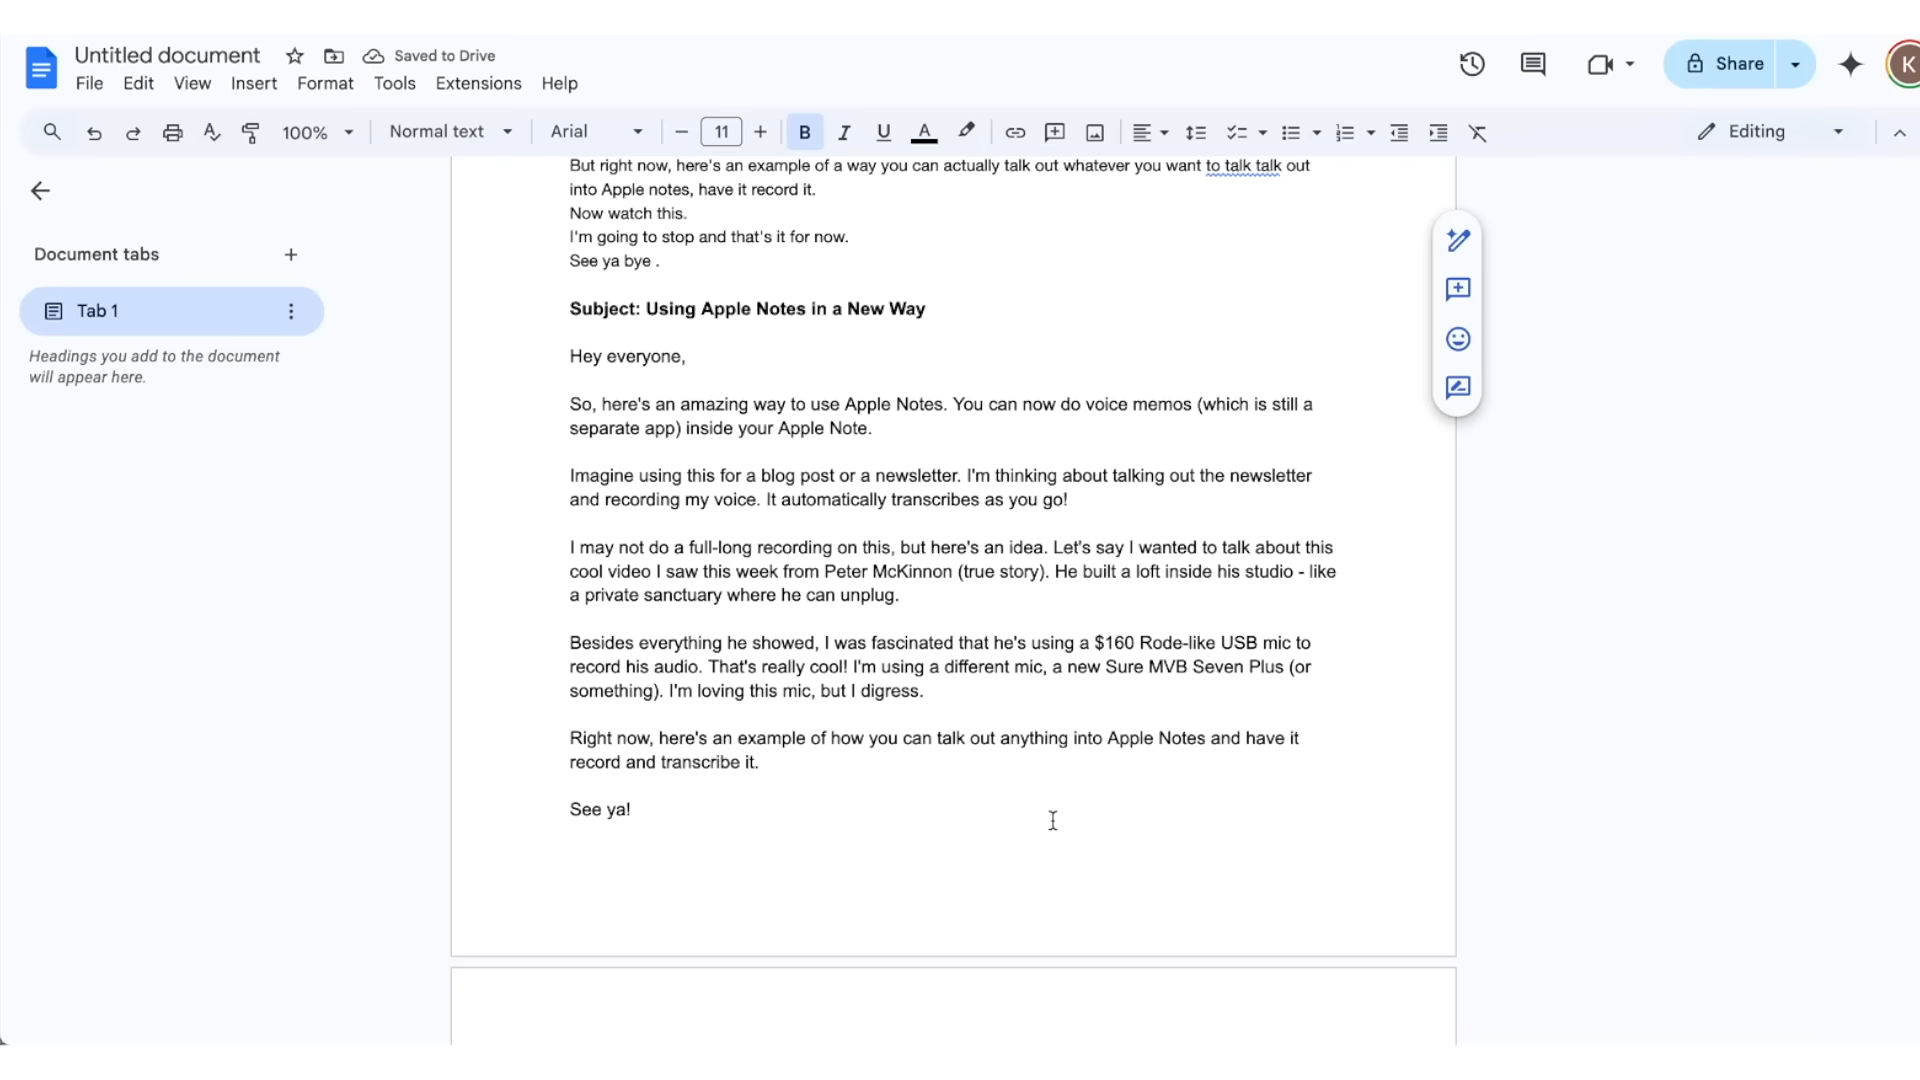 Untitled document
Saved to Drive
File Edit View Insert Format Tools Extensions Help
Share
K
100% Normal text Arial 11 B I U A Editing
Document tabs
Tab 1
Headings you add to the document
will appear here.
But right now, here's an example of a way you can actually talk out whatever you want to talk talk out
into Apple notes, have it record it.
Now watch this.
I'm going to stop and that's it for now.
See ya bye .
Subject: Using Apple Notes in a New Way
Hey everyone,
So, here's an amazing way to use Apple Notes. You can now do voice memos (which is still a
separate app) inside your Apple Note.
Imagine using this for a blog post or a newsletter. I'm thinking about talking out the newsletter
and recording my voice. It automatically transcribes as you go!
I may not do a full-long recording on this, but here's an idea. Let's say I wanted to talk about this
cool video I saw this week from Peter McKinnon (true story). He built a loft inside his studio - like
a private sanctuary where he can unplug.
Besides everything he showed, I was fascinated that he's using a $160 Rode-like USB mic to
record his audio. That's really cool! I'm using a different mic, a new Sure MVB Seven Plus (or
something). I'm loving this mic, but I digress.
Right now, here's an example of how you can talk out anything into Apple Notes and have it
record and transcribe it.
See ya!